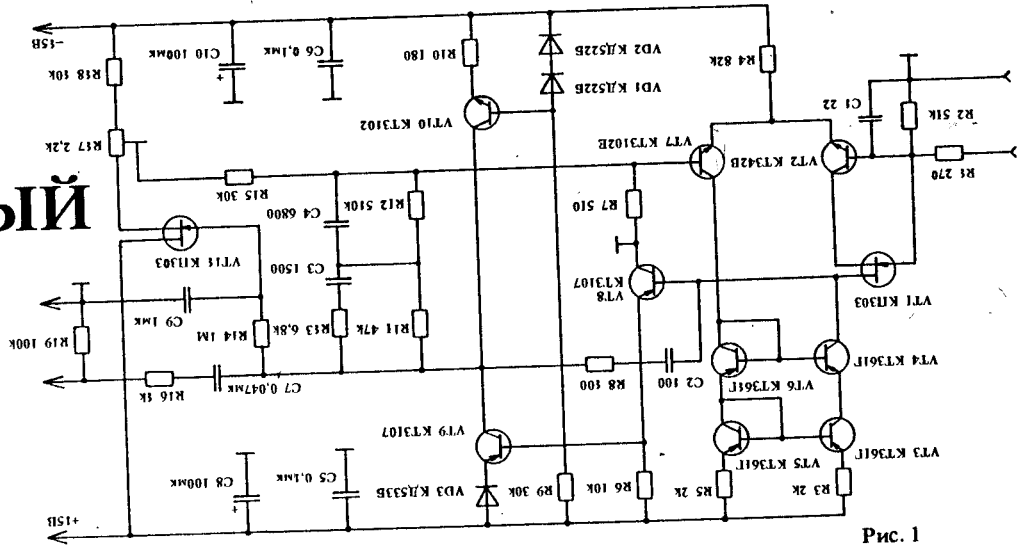 −15В
R18 10к
C10 100мк
+
C6 0,1мк
R10 180
VD2 КД522Б
VD1 КД522Б
R4 82к
C1 22
R2 51к
R1 270
R17 2,2к
VT10 КТ3102
VT7 КТ3102Е
VT2 КТ342В
ЫЙ
R15 30к
C4 6800
R12 510к
R7 510
VT11 КП303
C3 1500
VT8
КТ3107
VT1 КП303
C9 1мк
R19 100к
R14 1М
R13 6,8к
R11 47к
R16 1к
C7 0,047мк
R8 100
C2 100
VT6 КТ361Г
VT4 КТ361Г
VT9 КТ3107
VT5 КТ361Г
VT3 КТ361Г
C8 100мк
+
C5 0,1мк
VD3 КД533Б
R9 30к
R6 10к
R5 2к
R3 2к
+15В
Рис. 1